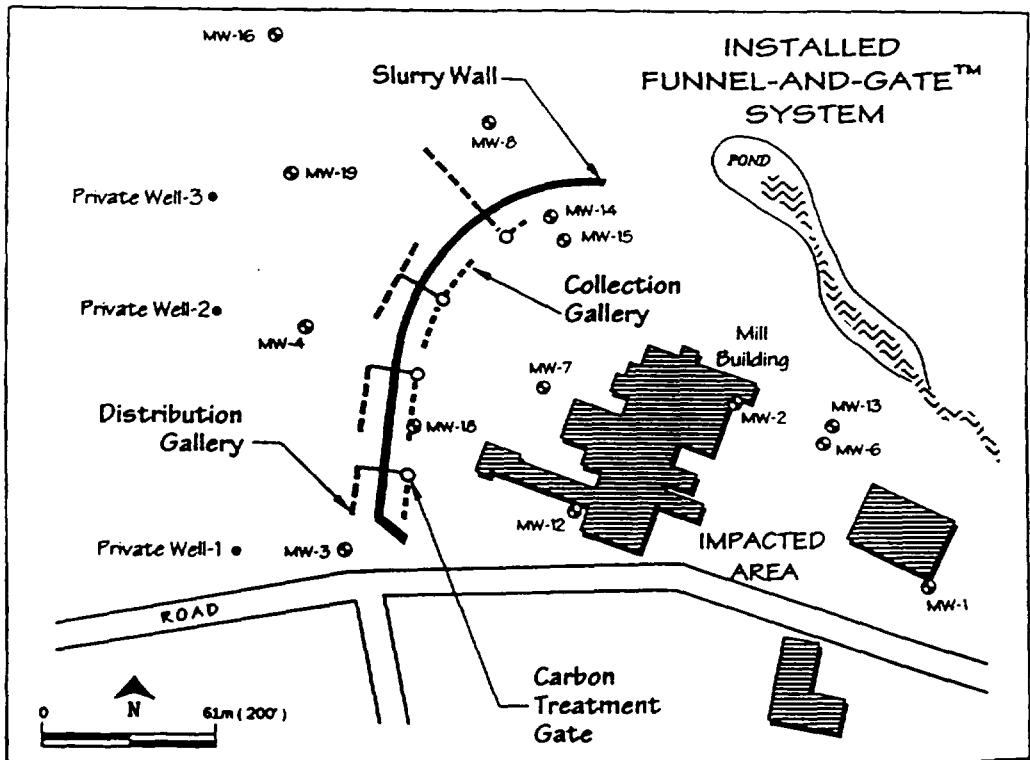 INSTALLED
FUNNEL-AND-GATE™
SYSTEM
MW-16
Slurry Wall
MW-8
POND
MW-19
Private Well-3
MW-14
MW-15
Collection
Gallery
Private Well-2
MW-4
Mill
Building
MW-7
MW-2
MW-13
MW-6
Distribution
Gallery
MW-18
MW-12
IMPACTED
AREA
Private Well-1
MW-3
MW-1
ROAD
Carbon
Treatment
Gate
N
0
61m (200')